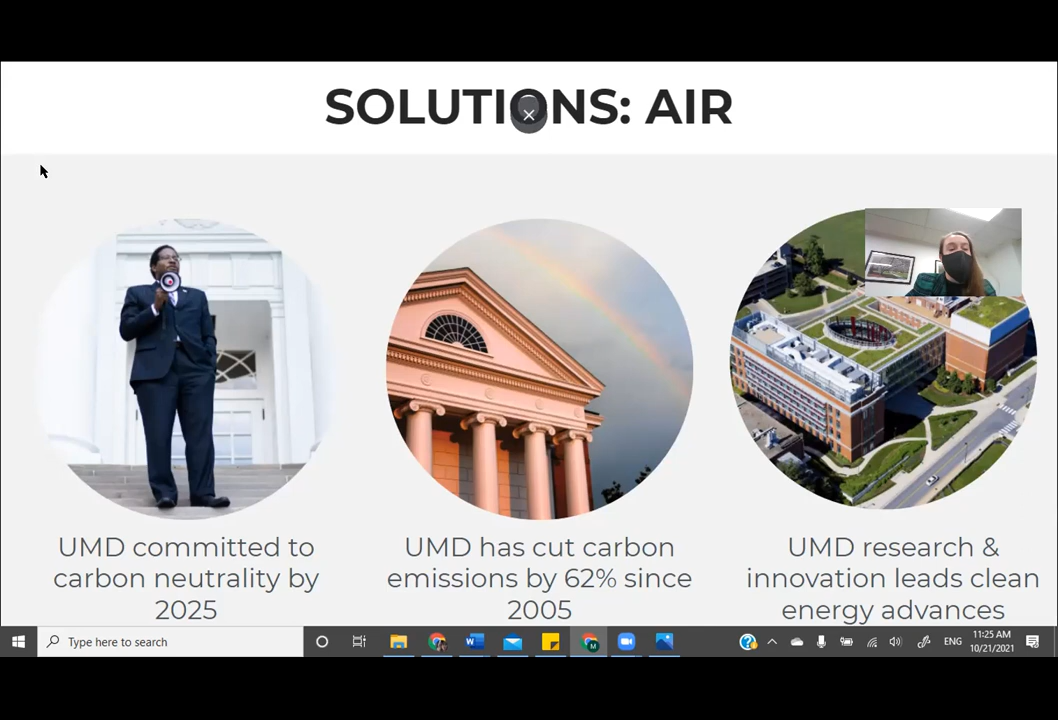 SOLUTIONS: AIR
UMD committed to
carbon neutrality by
2025
UMD has cut carbon
emissions by 62% since
2005
UMD research &
innovation leads clean
energy advances
Type here to search
ENG
11:25 AM
10/21/2021